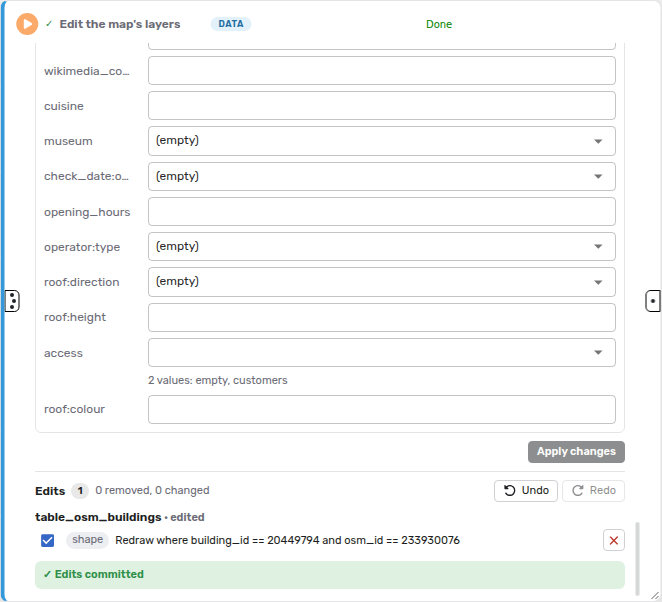 ✓ Edit the map's layers DATA Done
wikimedia_co…
cuisine
museum (empty)
check_date:o… (empty)
opening_hours
operator:type (empty)
roof:direction (empty)
roof:height
access
2 values: empty, customers
roof:colour
Apply changes
Edits 1 0 removed, 0 changed Undo Redo
table_osm_buildings • edited
shape Redraw where building_id == 20449794 and osm_id == 233930076
✓ Edits committed